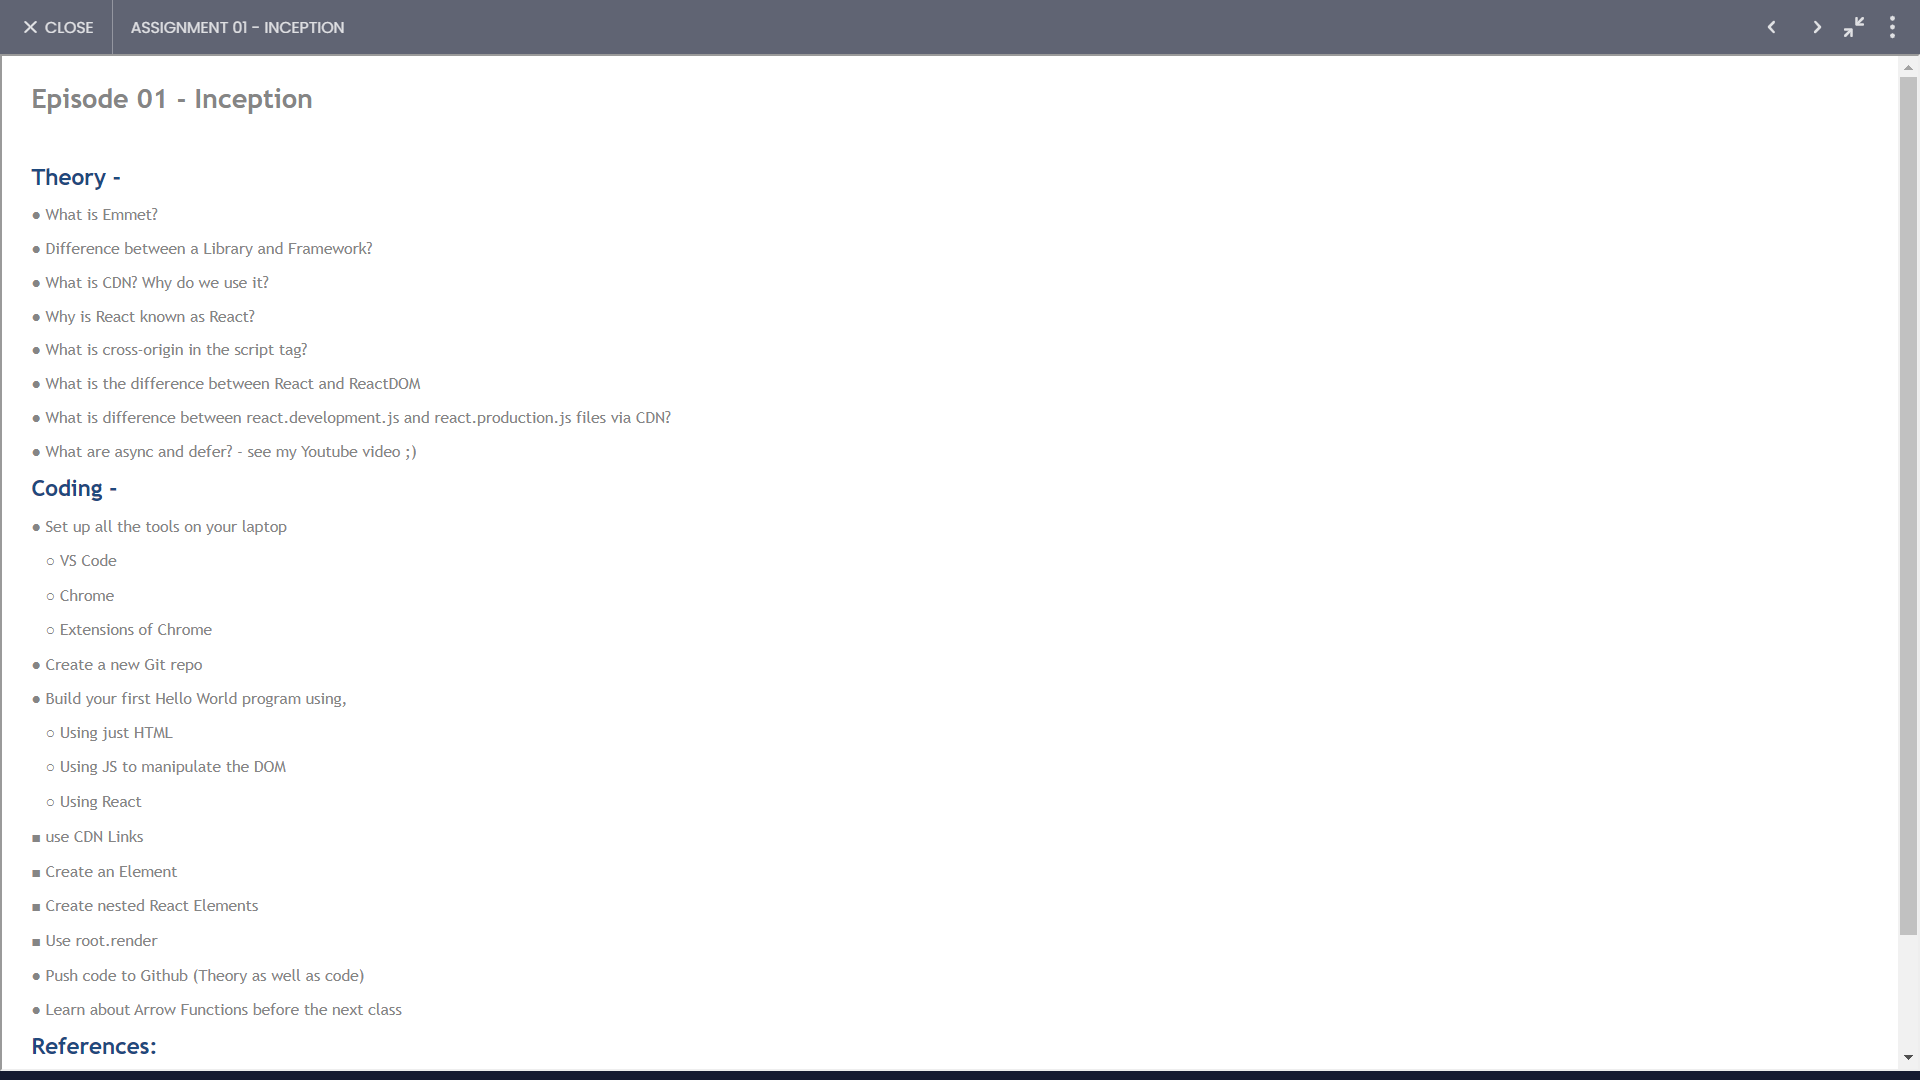 CLOSE
ASSIGNMENT 01 - INCEPTION
Episode 01 - Inception
Theory -
● What is Emmet?
● Difference between a Library and Framework?
● What is CDN? Why do we use it?
● Why is React known as React?
● What is cross-origin in the script tag?
● What is the difference between React and ReactDOM
● What is difference between react.development.js and react.production.js files via CDN?
● What are async and defer? - see my Youtube video ;)
Coding -
● Set up all the tools on your laptop
○ VS Code
○ Chrome
○ Extensions of Chrome
● Create a new Git repo
● Build your first Hello World program using,
○ Using just HTML
○ Using JS to manipulate the DOM
○ Using React
■ use CDN Links
■ Create an Element
■ Create nested React Elements
■ Use root.render
● Push code to Github (Theory as well as code)
● Learn about Arrow Functions before the next class
References: